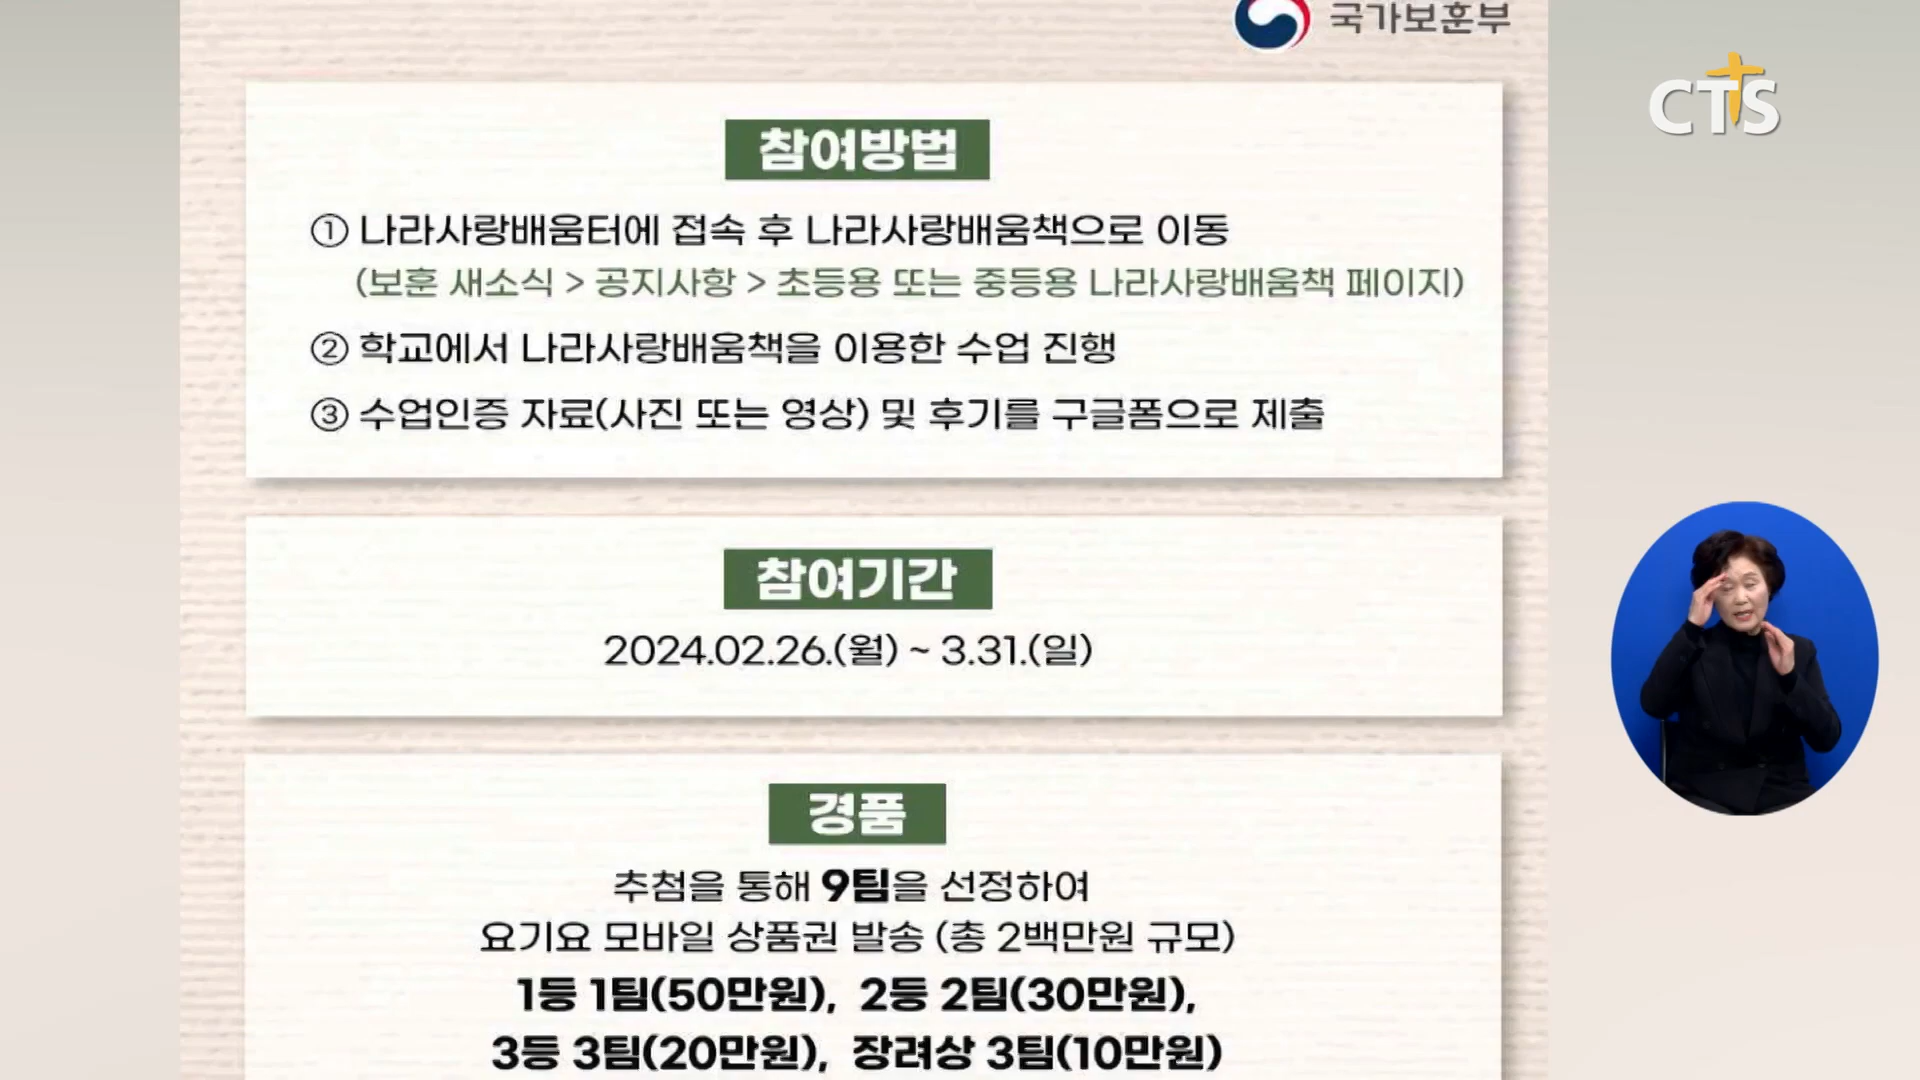 국가보훈부
CTS
참여방법
① 나라사랑배움터에 접속 후 나라사랑배움책으로 이동
(보훈 새소식 > 공지사항 > 초등용 또는 중등용 나라사랑배움책 페이지)
② 학교에서 나라사랑배움책을 이용한 수업 진행
③ 수업인증 자료(사진 또는 영상) 및 후기를 구글폼으로 제출
참여기간
2024.02.26.(월) ~ 3.31.(일)
경품
추첨을 통해 9팀을 선정하여
요기요 모바일 상품권 발송 (총 2백만원 규모)
1등 1팀(50만원), 2등 2팀(30만원),
3등 3팀(20만원), 장려상 3팀(10만원)